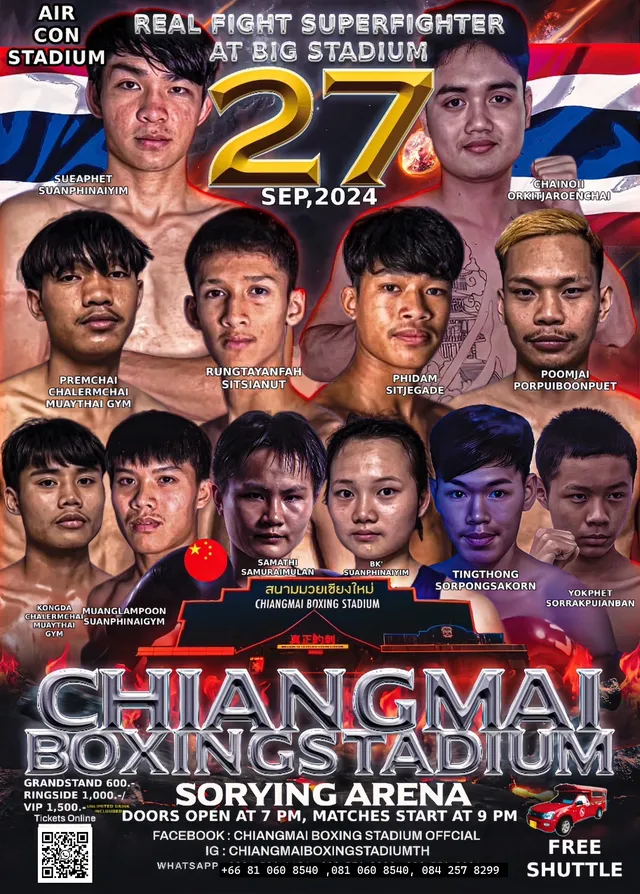 AIR
CON
STADIUM
REAL FIGHT SUPERFIGHTER
AT BIG STADIUM
27
SEP,2024
SUEAPHET
SUANPHINAIYIM
CHAINOII
ORKITJAROENCHAI
PREMCHAI
CHALERMCHAI
MUAYTHAI GYM
RUNGTAYANFAH
SITSIANUT
PHIDAM
SITJEGADE
POOMJAI
PORPUIBOONPUET
KONGDA
CHALERMCHAI
MUAYTHAI
GYM
MUANGLAMPOON
SUANPHINAIGYM
SAMATHI
SAMURAIMULAN
BK'
SUANPHINAIYIM
TINGTHONG
SORPONGSAKORN
YOKPHET
SORRAKPUIANBAN
สนามมวยเชียงใหม่
CHIANGMAI BOXING STADIUM
CHIANGMAI
BOXINGSTADIUM
SORYING ARENA
GRANDSTAND 600.-
RINGSIDE 1,000.-
VIP 1,500.- UNLIMITED DRINK
INCLUDED
Tickets Online
DOORS OPEN AT 7 PM, MATCHES START AT 9 PM
FACEBOOK : CHIANGMAI BOXING STADIUM OFFCIAL
IG : CHIANGMAIBOXINGSTADIUMTH
WHATSAPP +66 81 060 8540 ,081 060 8540, 084 257 8299
FREE
SHUTTLE